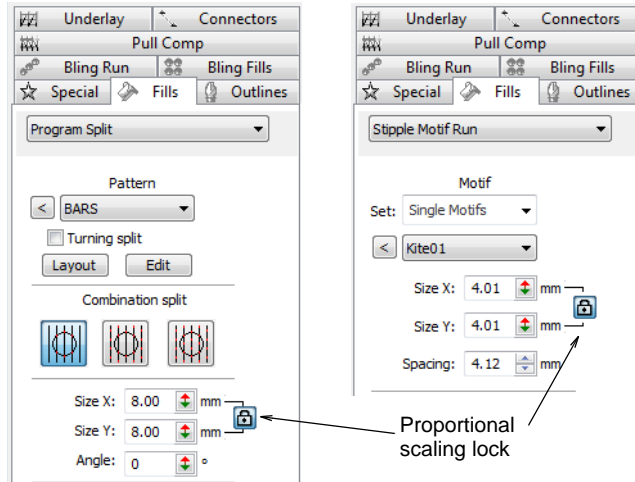 Underlay Connectors
Pull Comp
Bling Run Bling Fills
Special Fills Outlines
Program Split
Pattern
< BARS
Turning split
Layout Edit
Combination split
Size X: 8.00 mm
Size Y: 8.00 mm
Angle: 0 °
Underlay Connectors
Pull Comp
Bling Run Bling Fills
Special Fills Outlines
Stipple Motif Run
Motif
Set: Single Motifs
< Kite01
Size X: 4.01 mm
Size Y: 4.01 mm
Spacing: 4.12 mm
Proportional
scaling lock